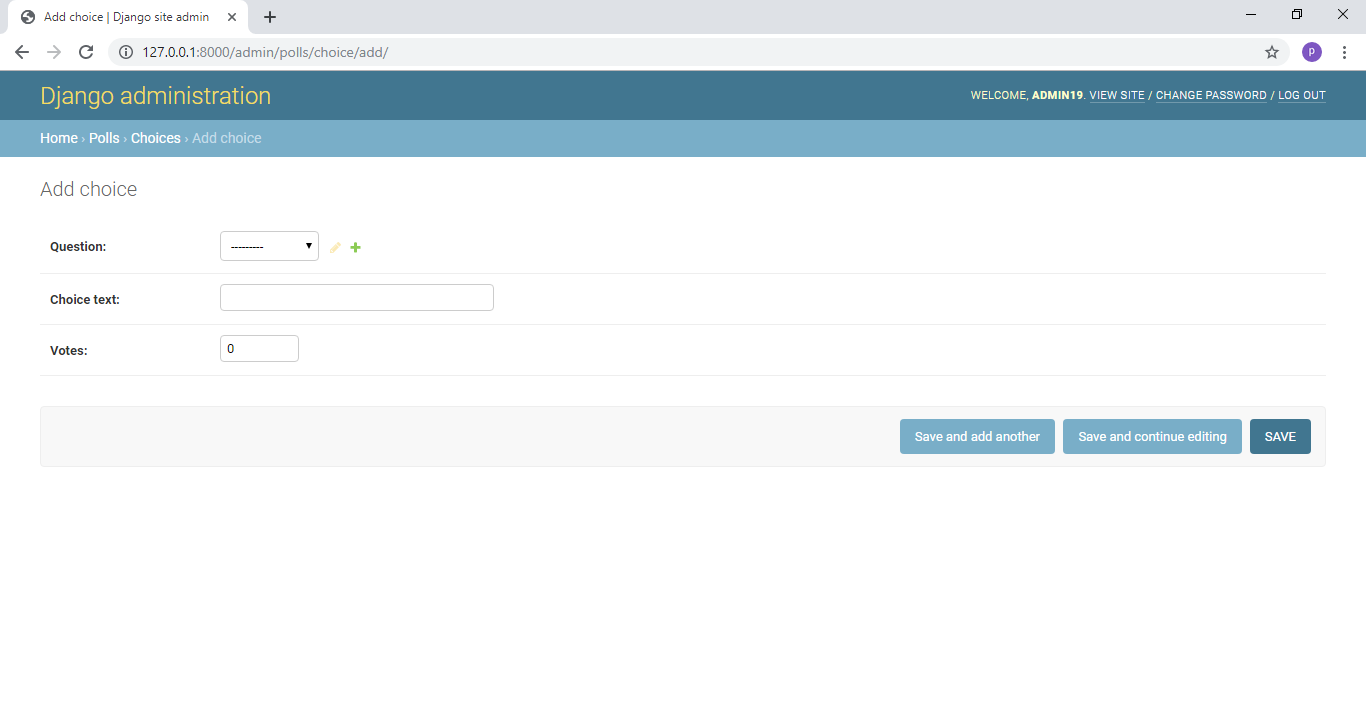 Add choice | Django site admin
127.0.0.1:8000/admin/polls/choice/add/
P
Django administration
WELCOME, ADMIN19. VIEW SITE / CHANGE PASSWORD / LOG OUT
Home › Polls › Choices › Add choice
Add choice
Question: ---------
Choice text:
Votes: 0
Save and add another Save and continue editing SAVE